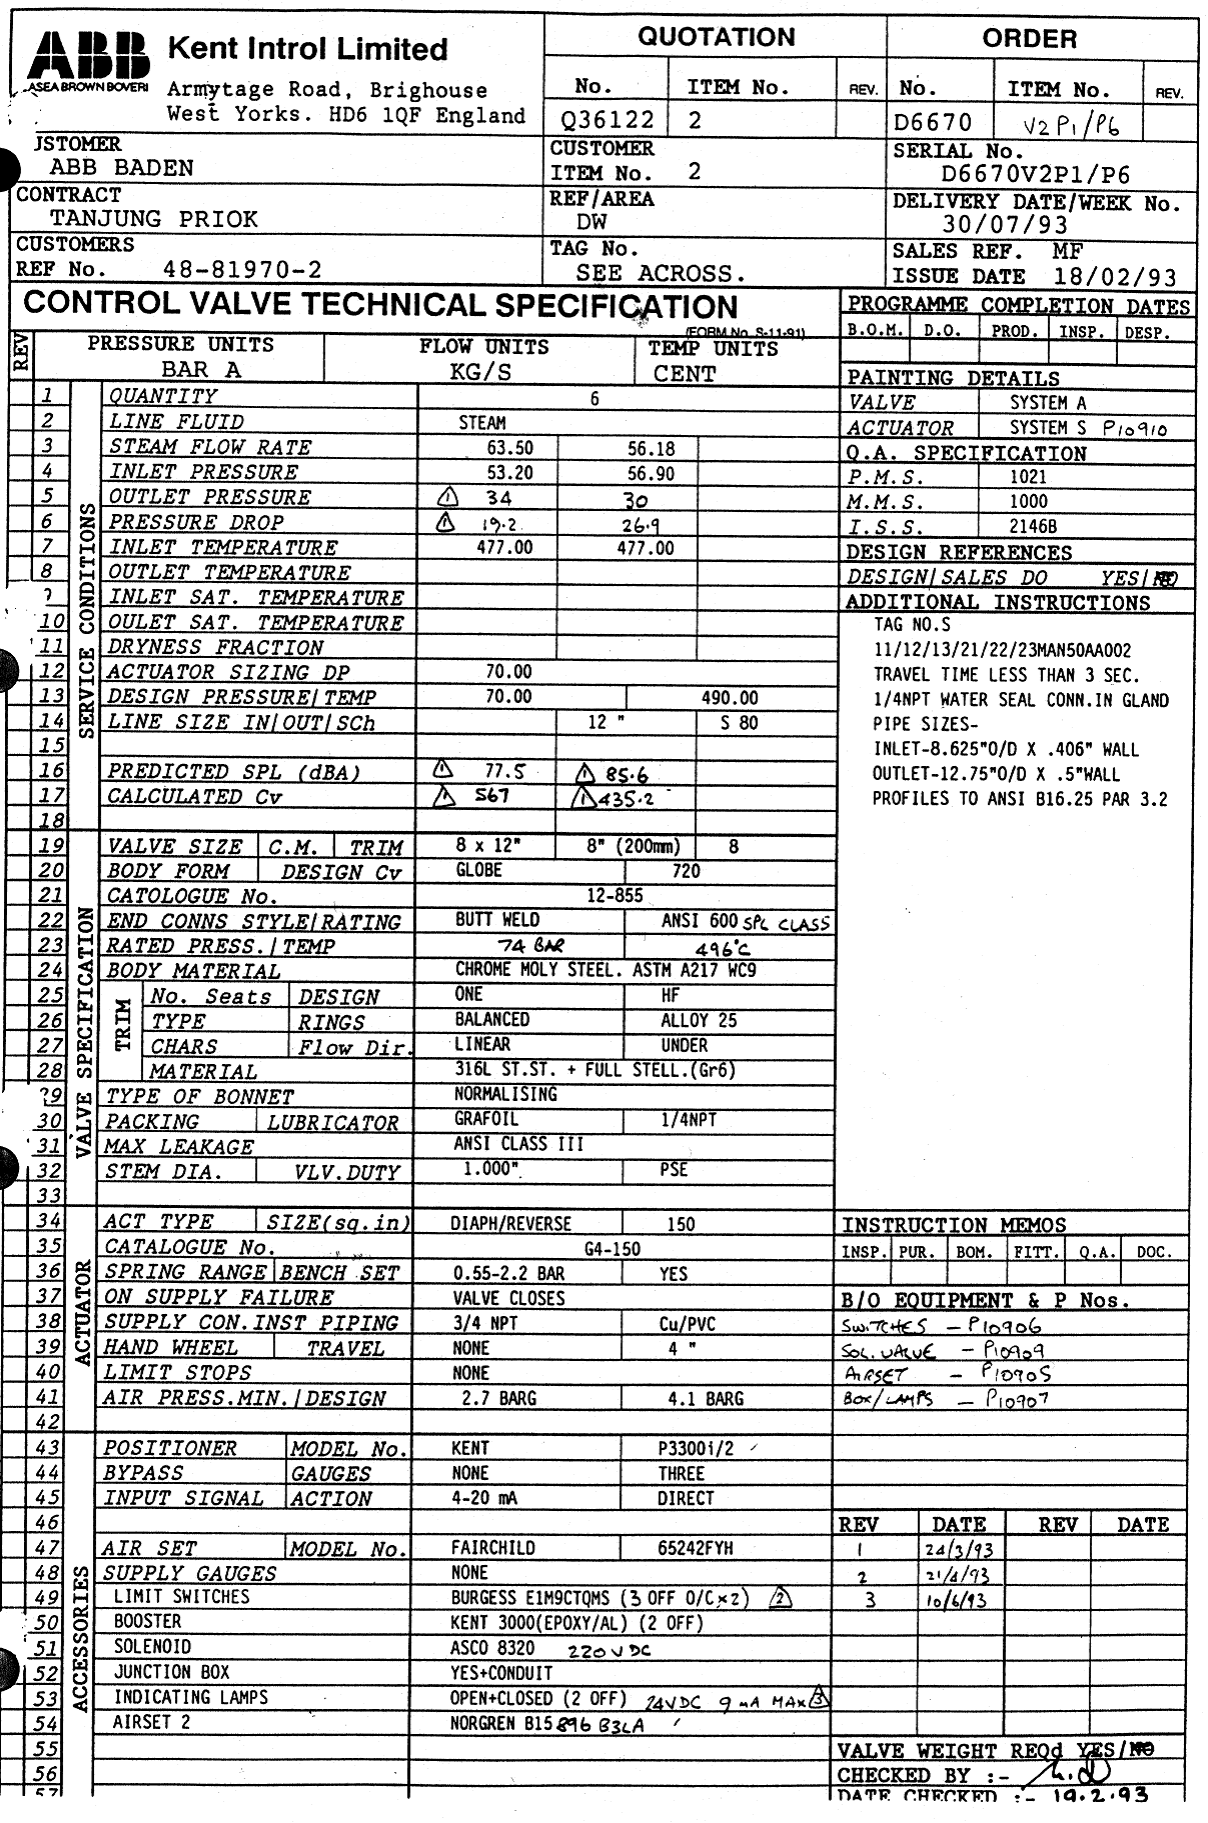 ABB Kent Introl Limited
ASEA BROWN BOVERI
Armytage Road, Brighouse
West Yorks. HD6 1QF England
QUOTATION
No. ITEM No. REV.
Q36122 2
ORDER
No. ITEM No. REV.
D6670 V2P1/P6
JSTOMER
ABB BADEN
CUSTOMER
ITEM No. 2
SERIAL No.
D6670V2P1/P6
CONTRACT
TANJUNG PRIOK
REF/AREA
DW
DELIVERY DATE/WEEK No.
30/07/93
CUSTOMERS
REF No. 48-81970-2
TAG No.
SEE ACROSS.
SALES REF. MF
ISSUE DATE 18/02/93
CONTROL VALVE TECHNICAL SPECIFICATION
(FORM No. S-11-91)
REV
PRESSURE UNITS
BAR A
FLOW UNITS
KG/S
TEMP UNITS
CENT
SERVICE CONDITIONS
1 QUANTITY 6
2 LINE FLUID STEAM
3 STEAM FLOW RATE 63.50 56.18
4 INLET PRESSURE 53.20 56.90
5 OUTLET PRESSURE 1 34 30
6 PRESSURE DROP 1 19.2 26.9
7 INLET TEMPERATURE 477.00 477.00
8 OUTLET TEMPERATURE
9 INLET SAT. TEMPERATURE
10 OULET SAT. TEMPERATURE
11 DRYNESS FRACTION
12 ACTUATOR SIZING DP 70.00
13 DESIGN PRESSURE/TEMP 70.00 490.00
14 LINE SIZE IN/OUT/SCh 12 " S 80
15
16 PREDICTED SPL (dBA) 1 77.5 1 85.6
17 CALCULATED Cv 1 567 1 435.2
18
VALVE SPECIFICATION
19 VALVE SIZE C.M. TRIM 8 x 12" 8" (200mm) 8
20 BODY FORM DESIGN Cv GLOBE 720
21 CATOLOGUE No. 12-855
22 END CONNS STYLE/RATING BUTT WELD ANSI 600 SPL CLASS
23 RATED PRESS./TEMP 74 BAR 496°C
24 BODY MATERIAL CHROME MOLY STEEL. ASTM A217 WC9
TRIM
25 No. Seats DESIGN ONE HF
26 TYPE RINGS BALANCED ALLOY 25
27 CHARS Flow Dir. LINEAR UNDER
28 MATERIAL 316L ST.ST. + FULL STELL.(Gr6)
29 TYPE OF BONNET NORMALISING
30 PACKING LUBRICATOR GRAFOIL 1/4NPT
31 MAX LEAKAGE ANSI CLASS III
32 STEM DIA. VLV.DUTY 1.000" PSE
33
ACTUATOR
34 ACT TYPE SIZE(sq.in) DIAPH/REVERSE 150
35 CATALOGUE No. G4-150
36 SPRING RANGE BENCH SET 0.55-2.2 BAR YES
37 ON SUPPLY FAILURE VALVE CLOSES
38 SUPPLY CON.INST PIPING 3/4 NPT Cu/PVC
39 HAND WHEEL TRAVEL NONE 4 "
40 LIMIT STOPS NONE
41 AIR PRESS.MIN./DESIGN 2.7 BARG 4.1 BARG
42
ACCESSORIES
43 POSITIONER MODEL No. KENT P3300i/2
44 BYPASS GAUGES NONE THREE
45 INPUT SIGNAL ACTION 4-20 mA DIRECT
46
47 AIR SET MODEL No. FAIRCHILD 65242FYH
48 SUPPLY GAUGES NONE
49 LIMIT SWITCHES BURGESS E1M9CTQMS (3 OFF O/C×2) 2
50 BOOSTER KENT 3000(EPOXY/AL) (2 OFF)
51 SOLENOID ASCO 8320 220V DC
52 JUNCTION BOX YES+CONDUIT
53 INDICATING LAMPS OPEN+CLOSED (2 OFF) 24VDC 9 mA MAX 3
54 AIRSET 2 NORGREN B15 896 B3LA
55
56
57
PROGRAMME COMPLETION DATES
B.O.M. D.O. PROD. INSP. DESP.
PAINTING DETAILS
VALVE SYSTEM A
ACTUATOR SYSTEM S P10910
Q.A. SPECIFICATION
P.M.S. 1021
M.M.S. 1000
I.S.S. 2146B
DESIGN REFERENCES
DESIGN/SALES DO YES/NO
ADDITIONAL INSTRUCTIONS
TAG NO.S
11/12/13/21/22/23MAN50AA002
TRAVEL TIME LESS THAN 3 SEC.
1/4NPT WATER SEAL CONN.IN GLAND
PIPE SIZES-
INLET-8.625"O/D X .406" WALL
OUTLET-12.75"O/D X .5"WALL
PROFILES TO ANSI B16.25 PAR 3.2
INSTRUCTION MEMOS
INSP. PUR. BOM. FITT. Q.A. DOC.
B/O EQUIPMENT & P Nos.
SWITCHES - P10906
SOL. VALVE - P10909
AIRSET - P10905
BOX/LAMPS - P10907
REV DATE REV DATE
1 24/3/93
2 21/4/93
3 10/6/93
VALVE WEIGHT REQd YES/NO
CHECKED BY :-
DATE CHECKED :- 19.2.93